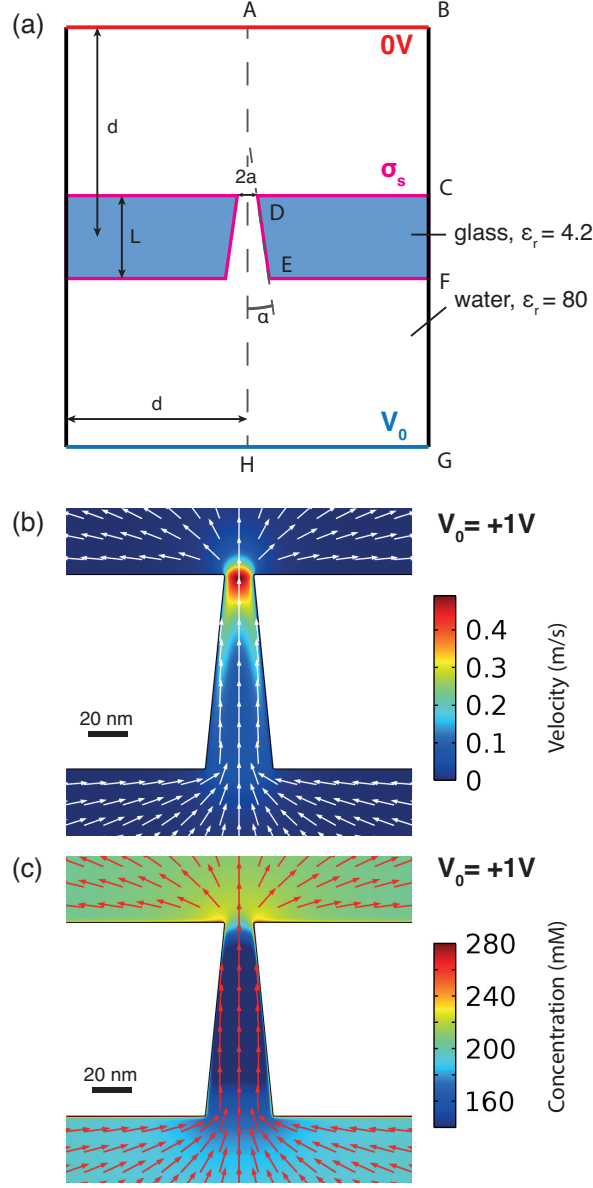 (a)
A
B
0V
d
2a
σs
C
D
L
glass, εr = 4.2
E
F
α
water, εr = 80
d
V0
H
G
(b)
V0= +1V
0.4
0.3
0.2
0.1
0
Velocity (m/s)
20 nm
(c)
V0= +1V
280
240
200
160
Concentration (mM)
20 nm